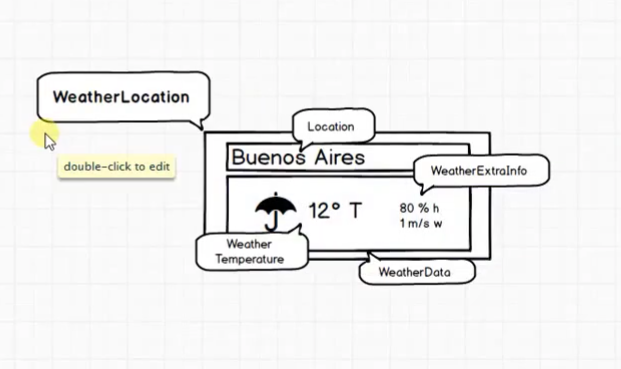 WeatherLocation
Location
Buenos Aires
WeatherExtraInfo
double-click to edit
12° T
80 % h
1 m/s w
Weather
Temperature
WeatherData